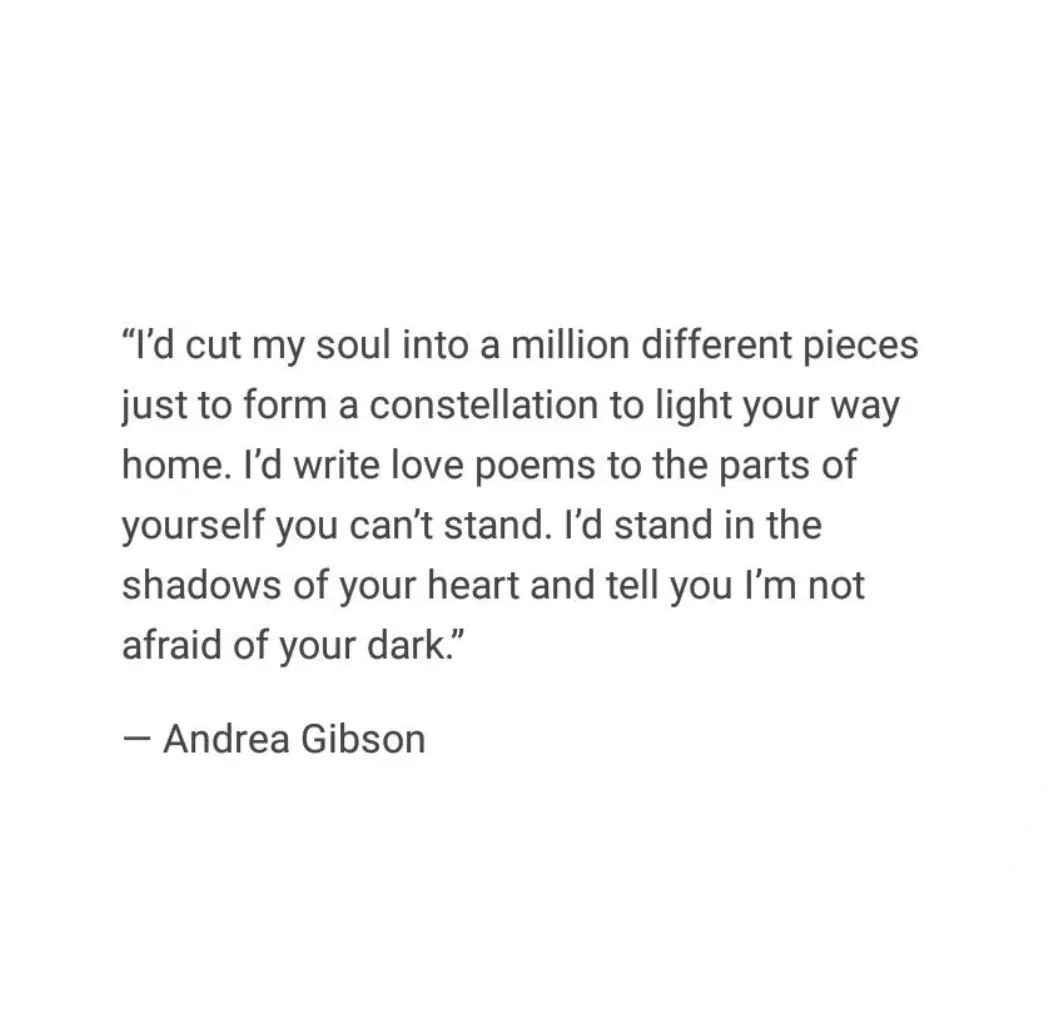 “I’d cut my soul into a million different pieces
just to form a constellation to light your way
home. I’d write love poems to the parts of
yourself you can’t stand. I’d stand in the
shadows of your heart and tell you I’m not
afraid of your dark.”
— Andrea Gibson